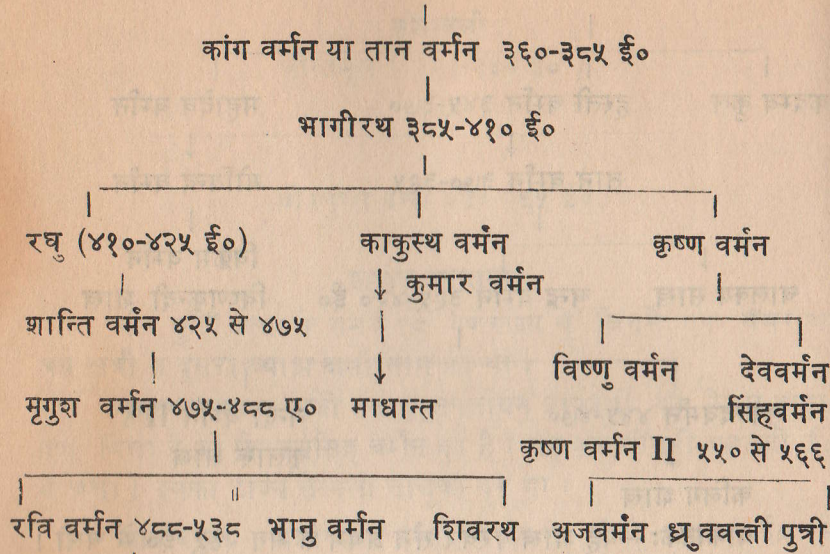 कांग वर्मन या तान वर्मन ३६०-३८५ ई०
भागीरथ ३८५-४१० ई०
रघु (४१०-४२५ ई०) काकुस्थ वर्मन कृष्ण वर्मन
कुमार वर्मन
शान्ति वर्मन ४२५ से ४७५
विष्णु वर्मन देववर्मन
मृगुश वर्मन ४७५-४८८ ए० माधान्त सिंहवर्मन
कृष्ण वर्मन II ५५० से ५६६
रवि वर्मन ४८८-५३८ भानु वर्मन शिवरथ अजवर्मन ध्रुववन्ती पुत्री